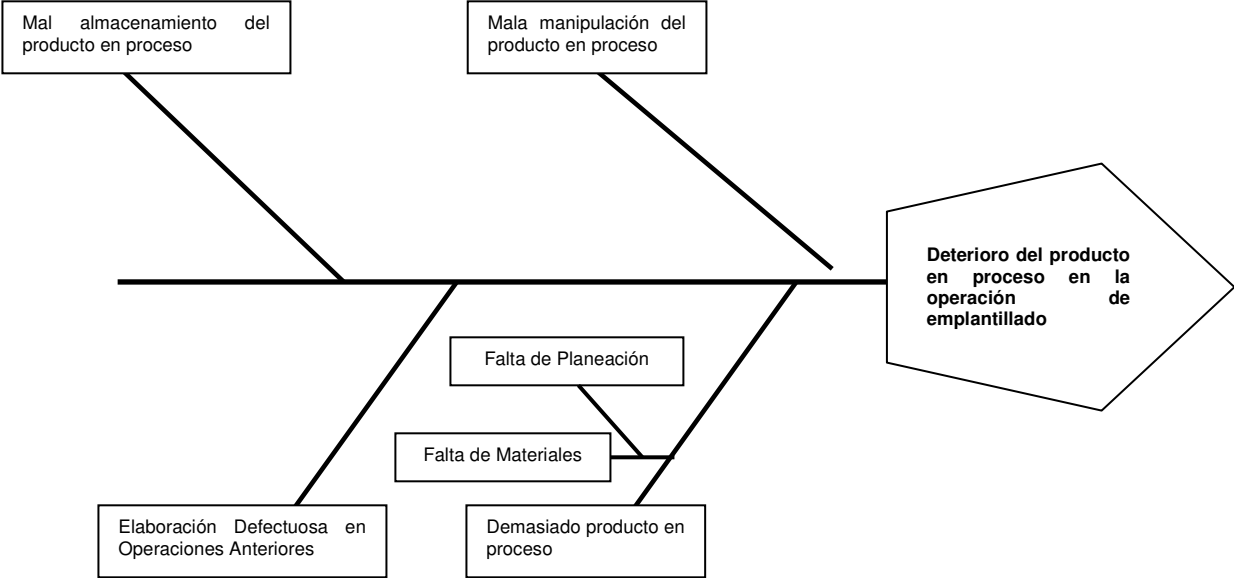 Mal almacenamiento del
producto en proceso
Mala manipulación del
producto en proceso
Deterioro del producto
en proceso en la
operación de
emplantillado
Falta de Planeación
Falta de Materiales
Elaboración Defectuosa en
Operaciones Anteriores
Demasiado producto en
proceso